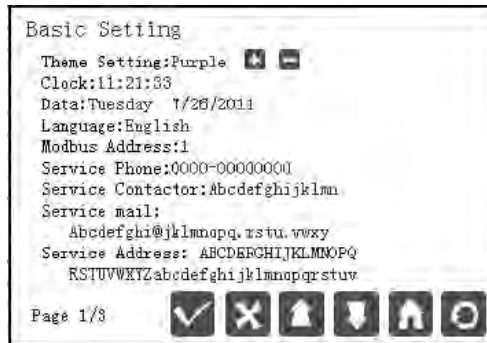 Basic Setting
Theme Setting:Purple
Clock:11:21:33
Data:Tuesday 7/26/2011
Language:English
Modbus Address:1
Service Phone:0000-00000000
Service Contactor:Abcdefghijklmn
Service mail:
Abcdefghi@jklmnopq.rstu.vwxy
Service Address: ABCDEFGHIJKLMNOPQ
RSTUVWXYZabcdefghijklmnopqrstuv
Page 1/3